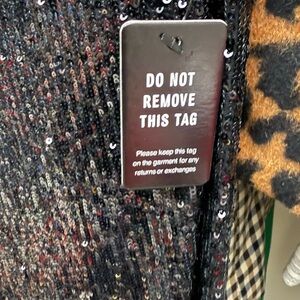 DO NOT
REMOVE
THIS TAG
Please keep this tag
on the garment for any
returns or exchanges